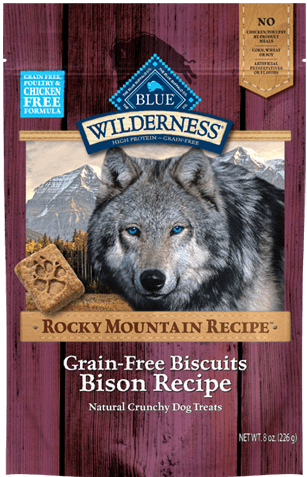 NO
CHICKEN/POULTRY
BY-PRODUCT
MEALS
CORN, WHEAT
OR SOY
ARTIFICIAL
PRESERVATIVES
OR FLAVORS
GRAIN FREE,
POULTRY &
CHICKEN
FREE
FORMULA
BLUE
WILDERNESS
HIGH PROTEIN – GRAIN-FREE
ROCKY MOUNTAIN RECIPE™
Grain-Free Biscuits
Bison Recipe
Natural Crunchy Dog Treats
NET WT. 8 oz. (226 g)